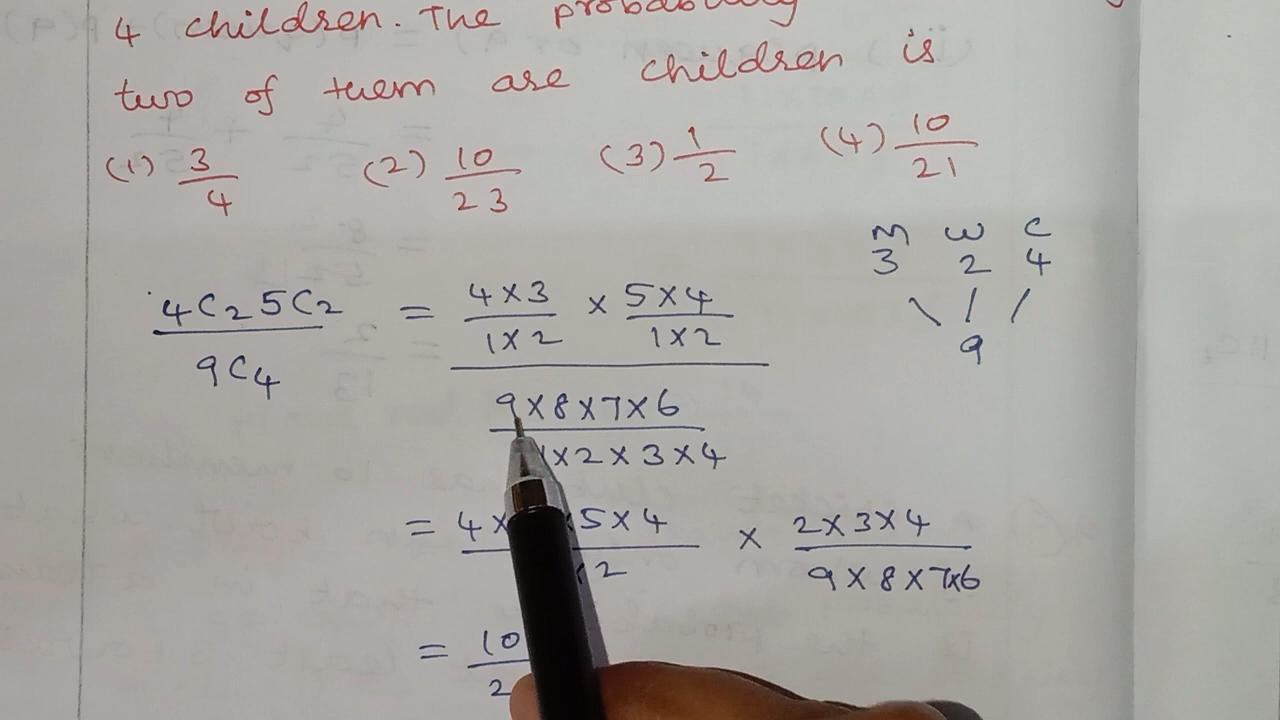 4 children. The probability
two of them are children is
(1) 3/4 (2) 10/23 (3) 1/2 (4) 10/21
M W C
3 2 4
9
4C2 5C2 / 9C4 = 4×3 / 1×2 × 5×4 / 1×2
9×8×7×6
1×2×3×4
= 4× 5×4 / 2 × 2×3×4 / 9×8×7×6
= 10 / 2